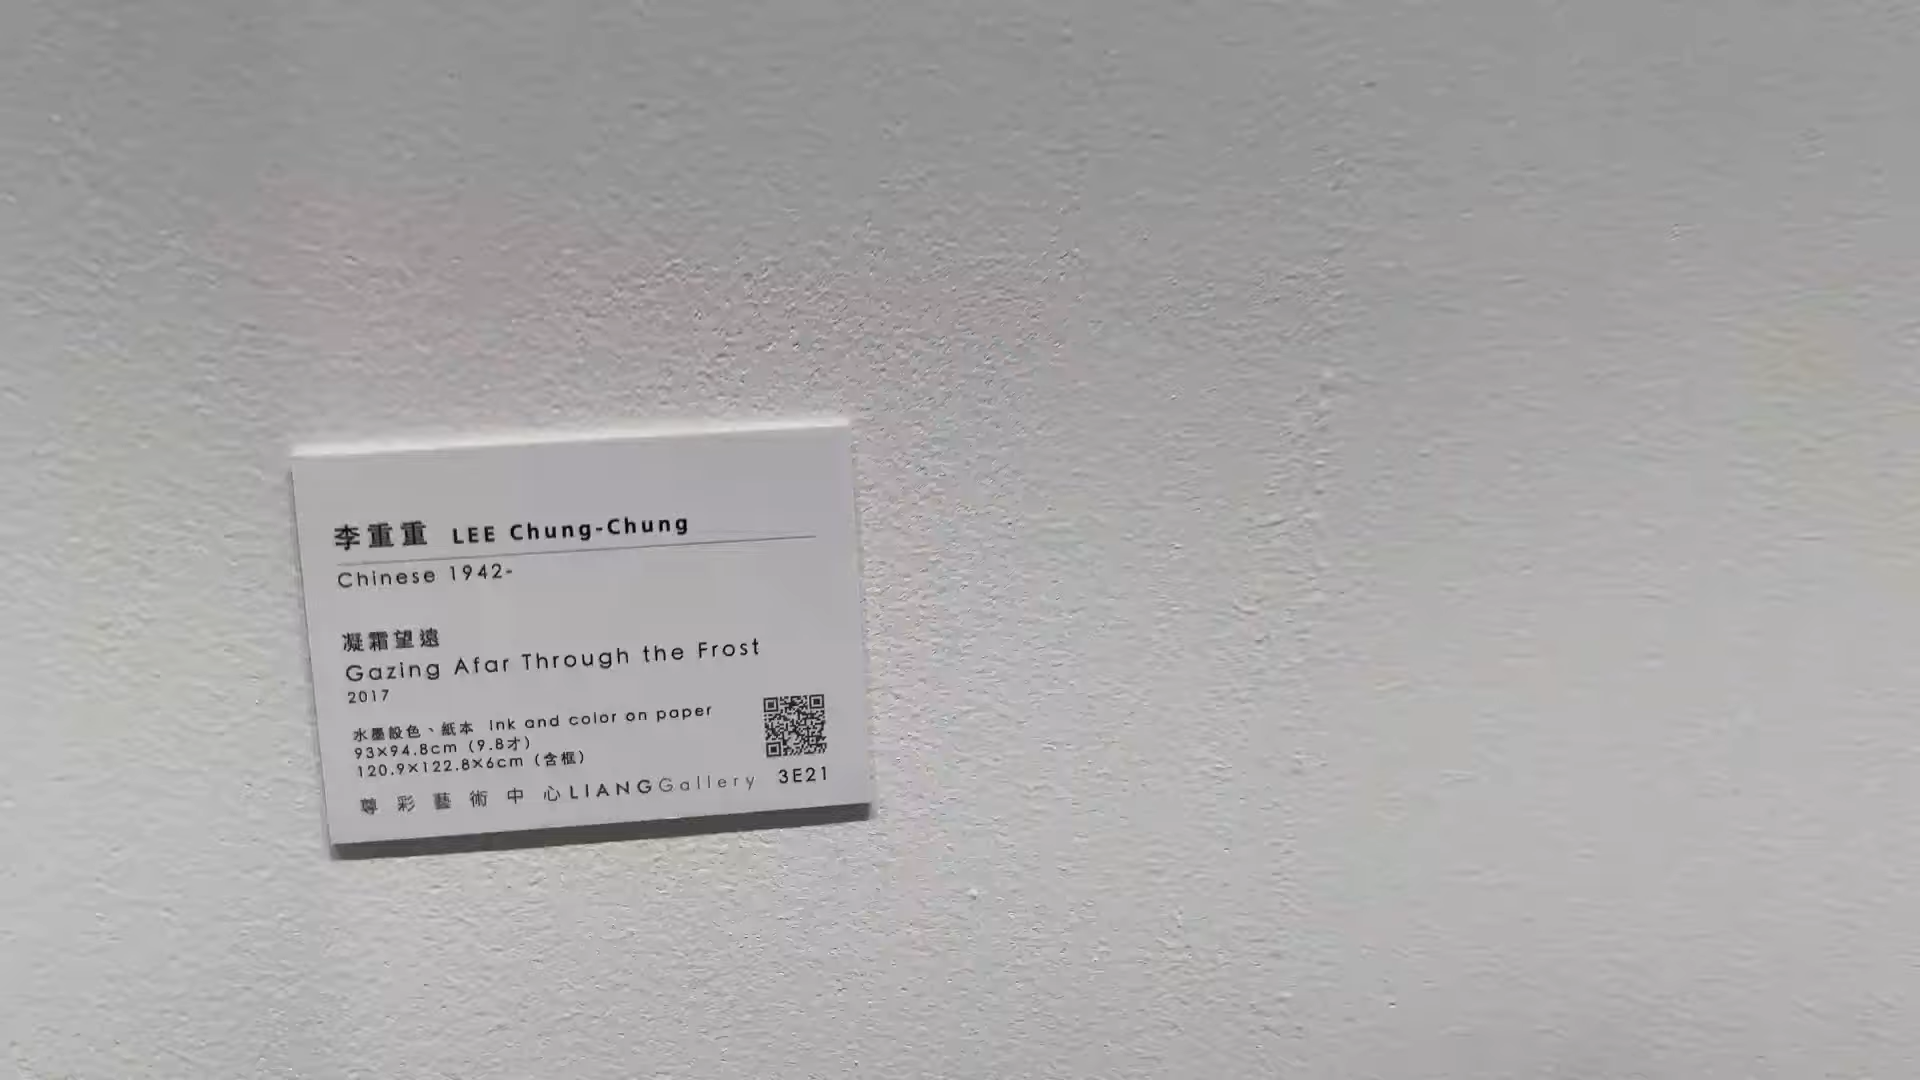 李重重 LEE Chung-Chung
Chinese 1942-
凝霜望遠
Gazing Afar Through the Frost
2017
水墨設色、紙本 Ink and color on paper
93×94.8cm（9.8才）
120.9×122.8×6cm（含框）
尊彩藝術中心 LIANG Gallery 3E21